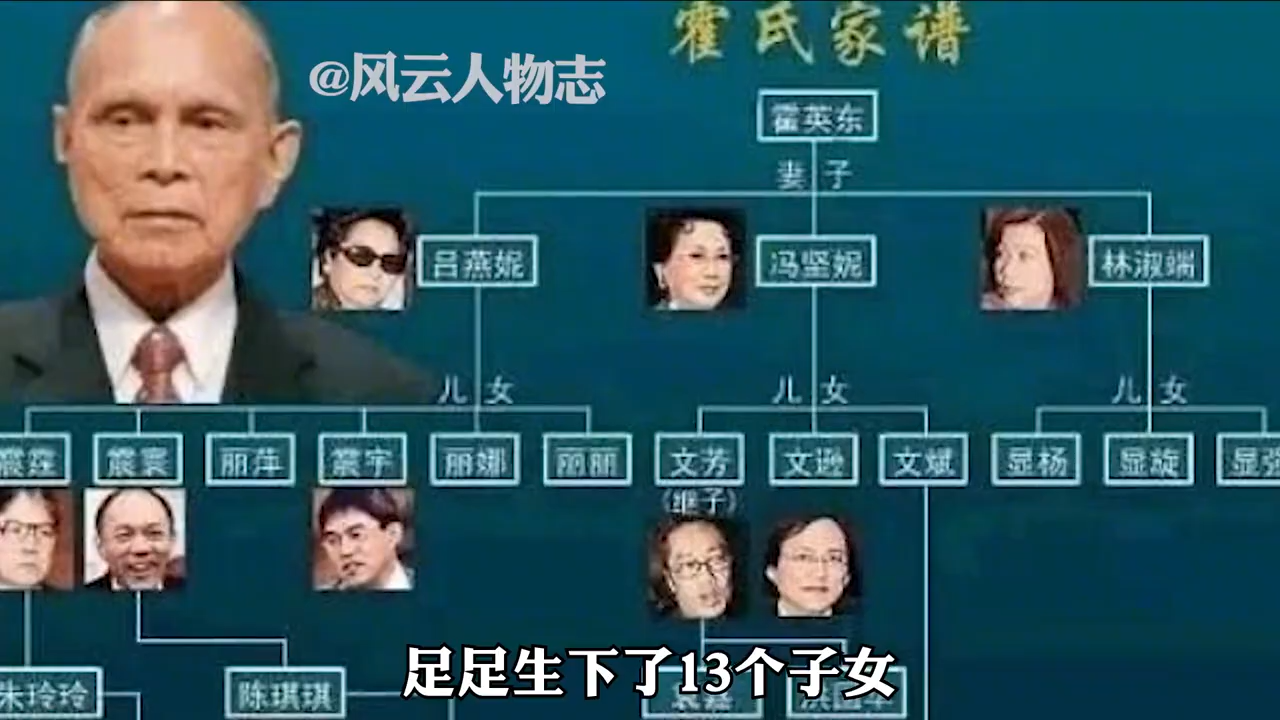 霍氏家谱
@风云人物志
霍英东
妻子
吕燕妮 冯坚妮 林淑端
儿女 儿女 儿女
震霆 震寰 丽萍 震宇 丽娜 丽丽 文芳 文逊 文斌 显杨 显旋 显强
(继子)
朱玲玲 陈琪琪
足足生下了13个子女